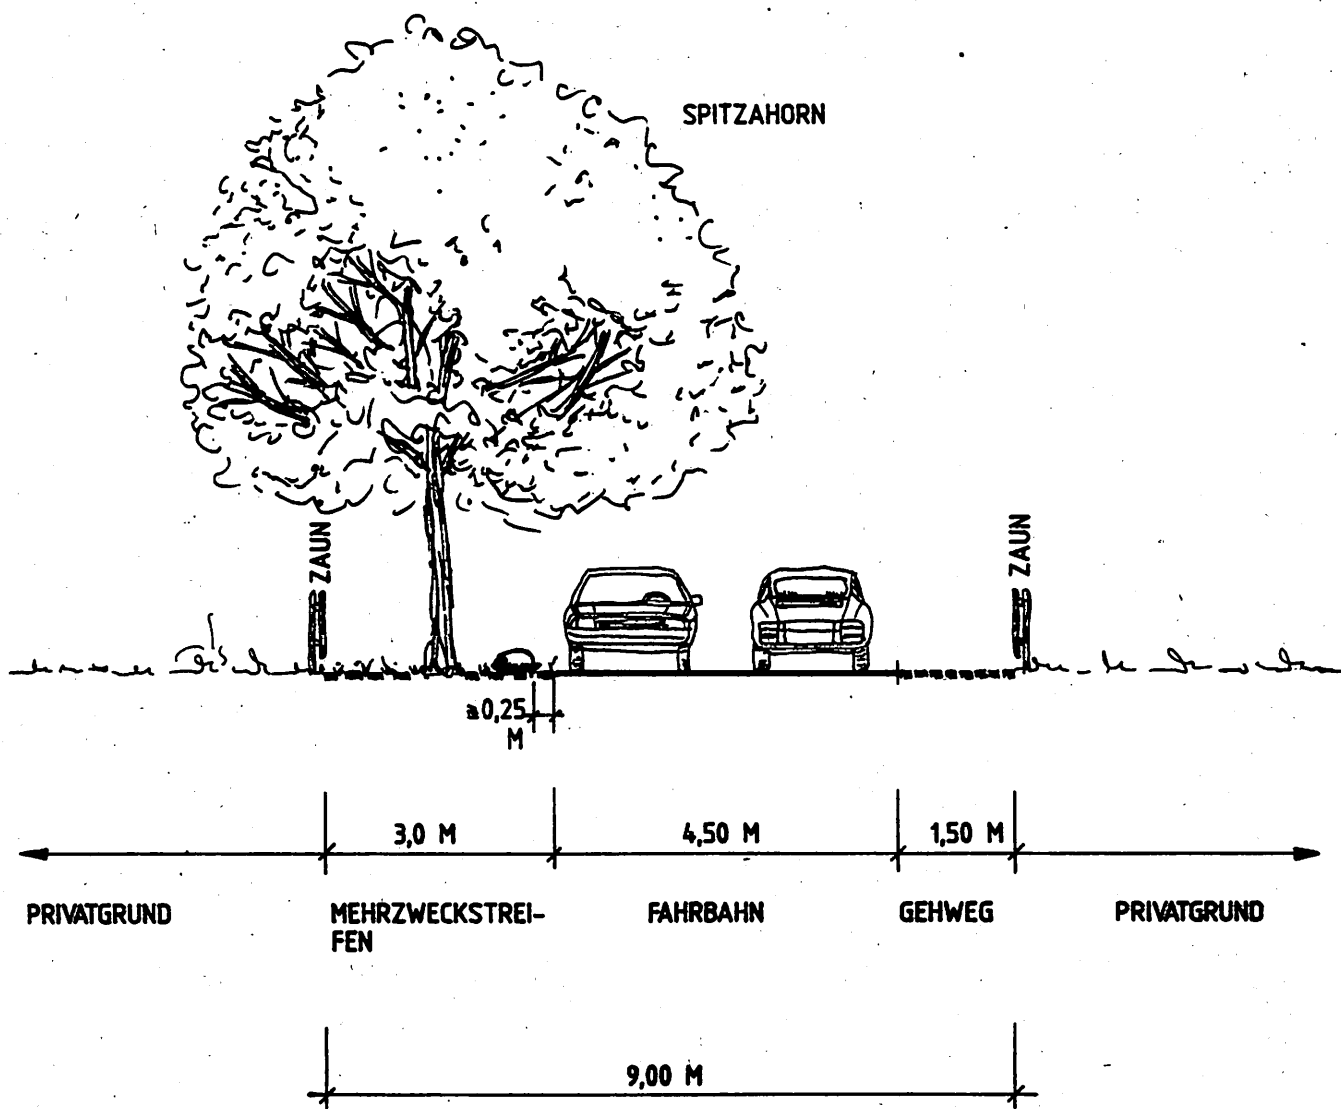 SPITZAHORN
ZAUN
ZAUN
≥0,25
M
3,0 M
4,50 M
1,50 M
PRIVATGRUND
MEHRZWECKSTREI-
FEN
FAHRBAHN
GEHWEG
PRIVATGRUND
9,00 M